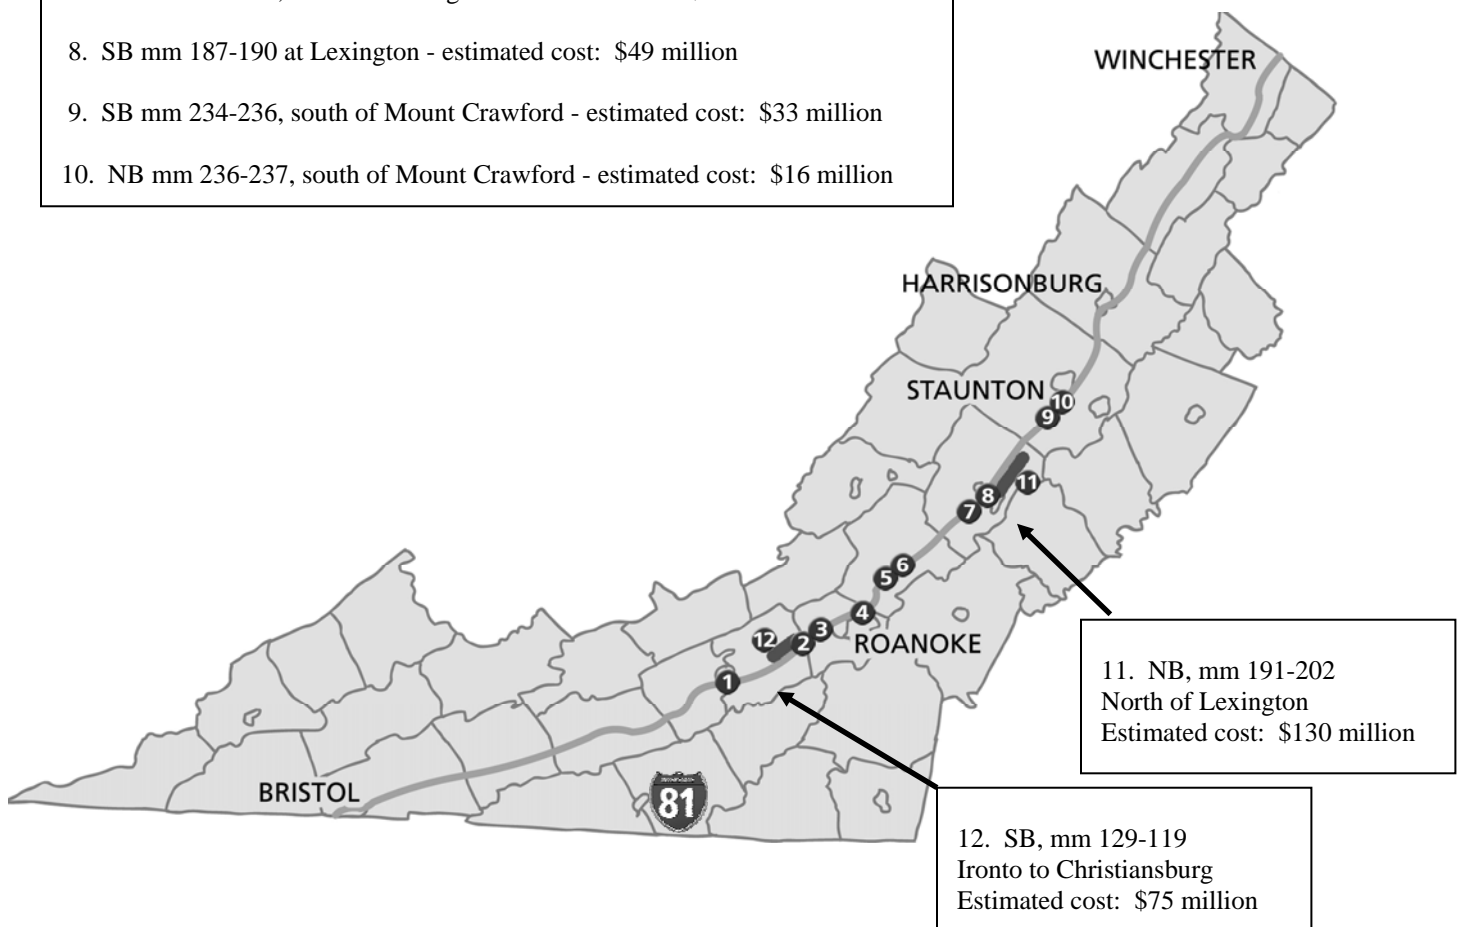 8. SB mm 187-190 at Lexington - estimated cost: $49 million
9. SB mm 234-236, south of Mount Crawford - estimated cost: $33 million
10. NB mm 236-237, south of Mount Crawford - estimated cost: $16 million
WINCHESTER
HARRISONBURG
STAUNTON
10
9
11
8
7
6
5
4
3
12
2
ROANOKE
1
11. NB, mm 191-202
North of Lexington
Estimated cost: $130 million
BRISTOL
81
12. SB, mm 129-119
Ironto to Christiansburg
Estimated cost: $75 million